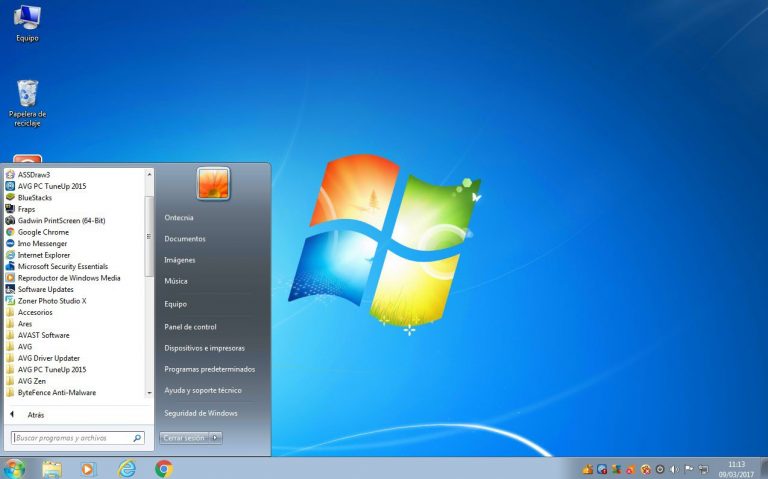 Equipo
Papelera de
reciclaje
ASSDraw3
AVG PC TuneUp 2015
BlueStacks
Fraps
Gadwin PrintScreen (64-Bit)
Google Chrome
Imo Messenger
Internet Explorer
Microsoft Security Essentials
Reproductor de Windows Media
Software Updates
Zoner Photo Studio X
Accesorios
Ares
AVAST Software
AVG
AVG Driver Updater
AVG PC TuneUp 2015
AVG Zen
ByteFence Anti-Malware
Atrás
Buscar programas y archivos
Ontecnia
Documentos
Imágenes
Música
Equipo
Panel de control
Dispositivos e impresoras
Programas predeterminados
Ayuda y soporte técnico
Seguridad de Windows
Cerrar sesión
11:13
09/03/2017